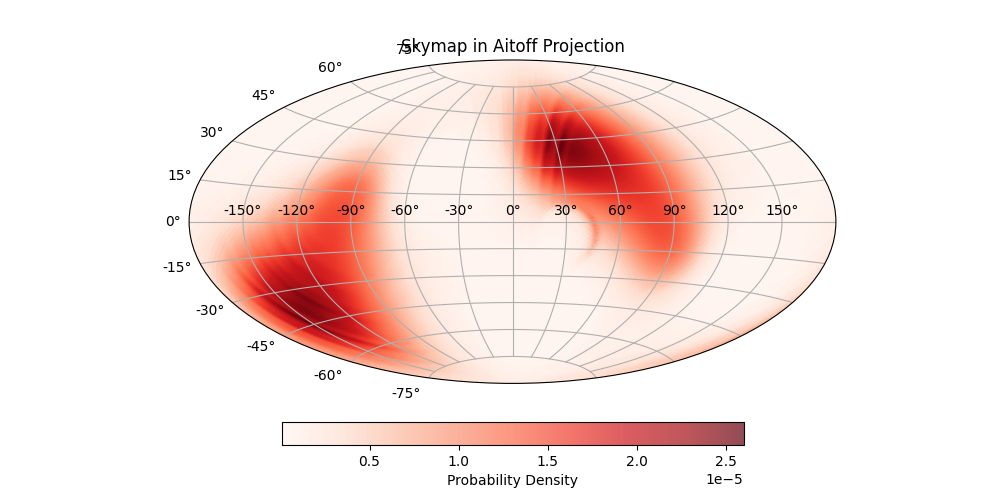 Skymap in Aitoff Projection
75°
60°
45°
30°
15°
0°
-15°
-30°
-45°
-60°
-75°
-150° -120° -90° -60° -30° 0° 30° 60° 90° 120° 150°
0.5 1.0 1.5 2.0 2.5
1e−5
Probability Density